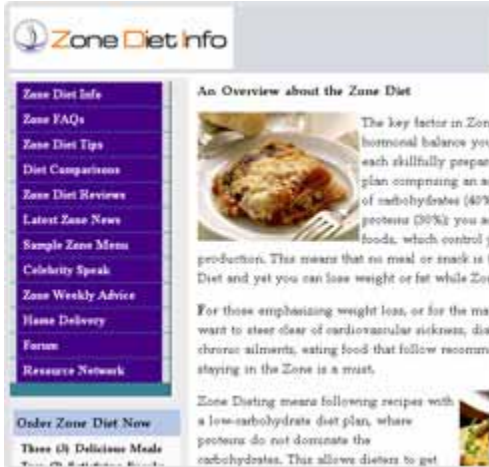 Zone Diet Info
Zone Diet Info
Zone FAQs
Zone Diet Tips
Diet Comparisons
Zone Diet Reviews
Latest Zone News
Sample Zone Menu
Celebrity Speak
Zone Weekly Advice
Home Delivery
Forum
Resource Network
Order Zone Diet Now
Three (3) Delicious Meals
An Overview about the Zone Diet
The key factor in Zon
hormonal balance you
each skillfully prepar
plan comprising an a
of carbohydrates (40%
proteins (30%); you a
foods, which control y
production. This means that no meal or snack is
Diet and yet you can lose weight or fat while Zo
For those emphasizing weight loss, or for the ma
want to steer clear of cardiovascular sickness, dia
chronic ailments, eating food that follow recomm
staying in the Zone is a must.
Zone Dieting means following recipes with
a low-carbohydrate diet plan, where
proteins do not dominate the
carbohydrates. This allows dieters to get